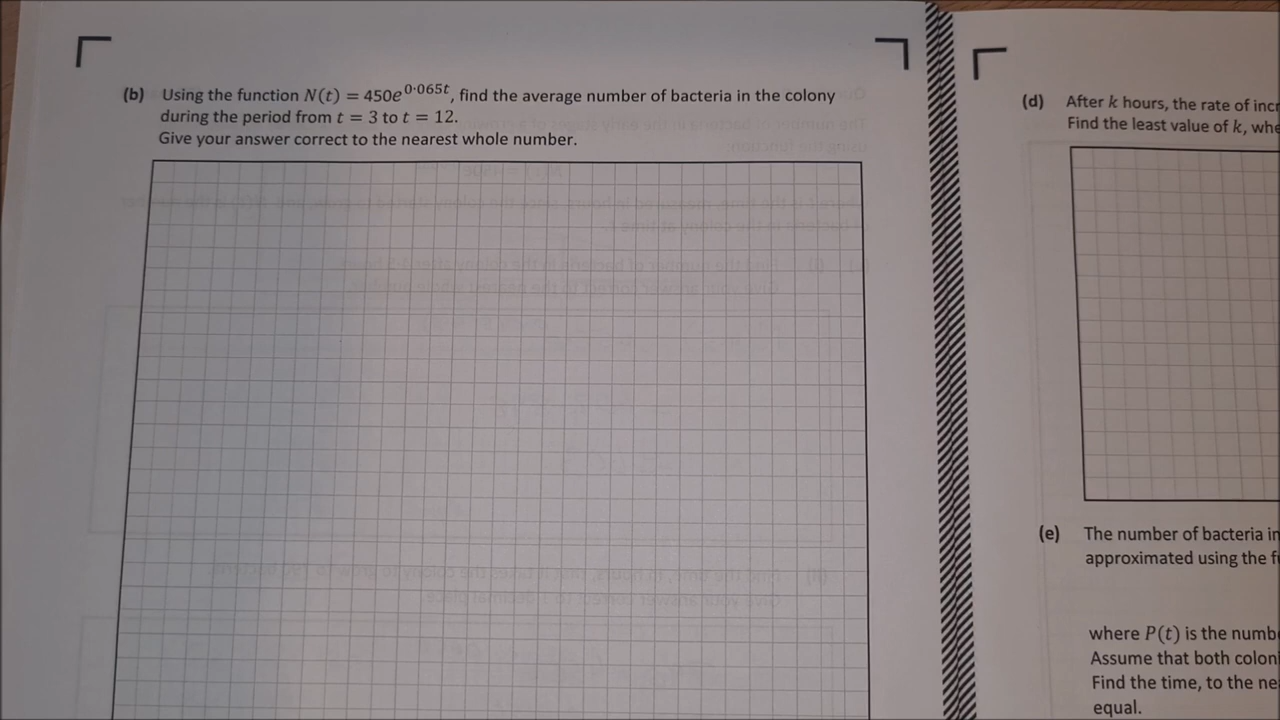 (b) Using the function N(t) = 450e^0·065t, find the average number of bacteria in the colony
during the period from t = 3 to t = 12.
Give your answer correct to the nearest whole number.
(d) After k hours, the rate of incr
Find the least value of k, whe
(e) The number of bacteria in
approximated using the f
where P(t) is the numbe
Assume that both coloni
Find the time, to the ne
equal.